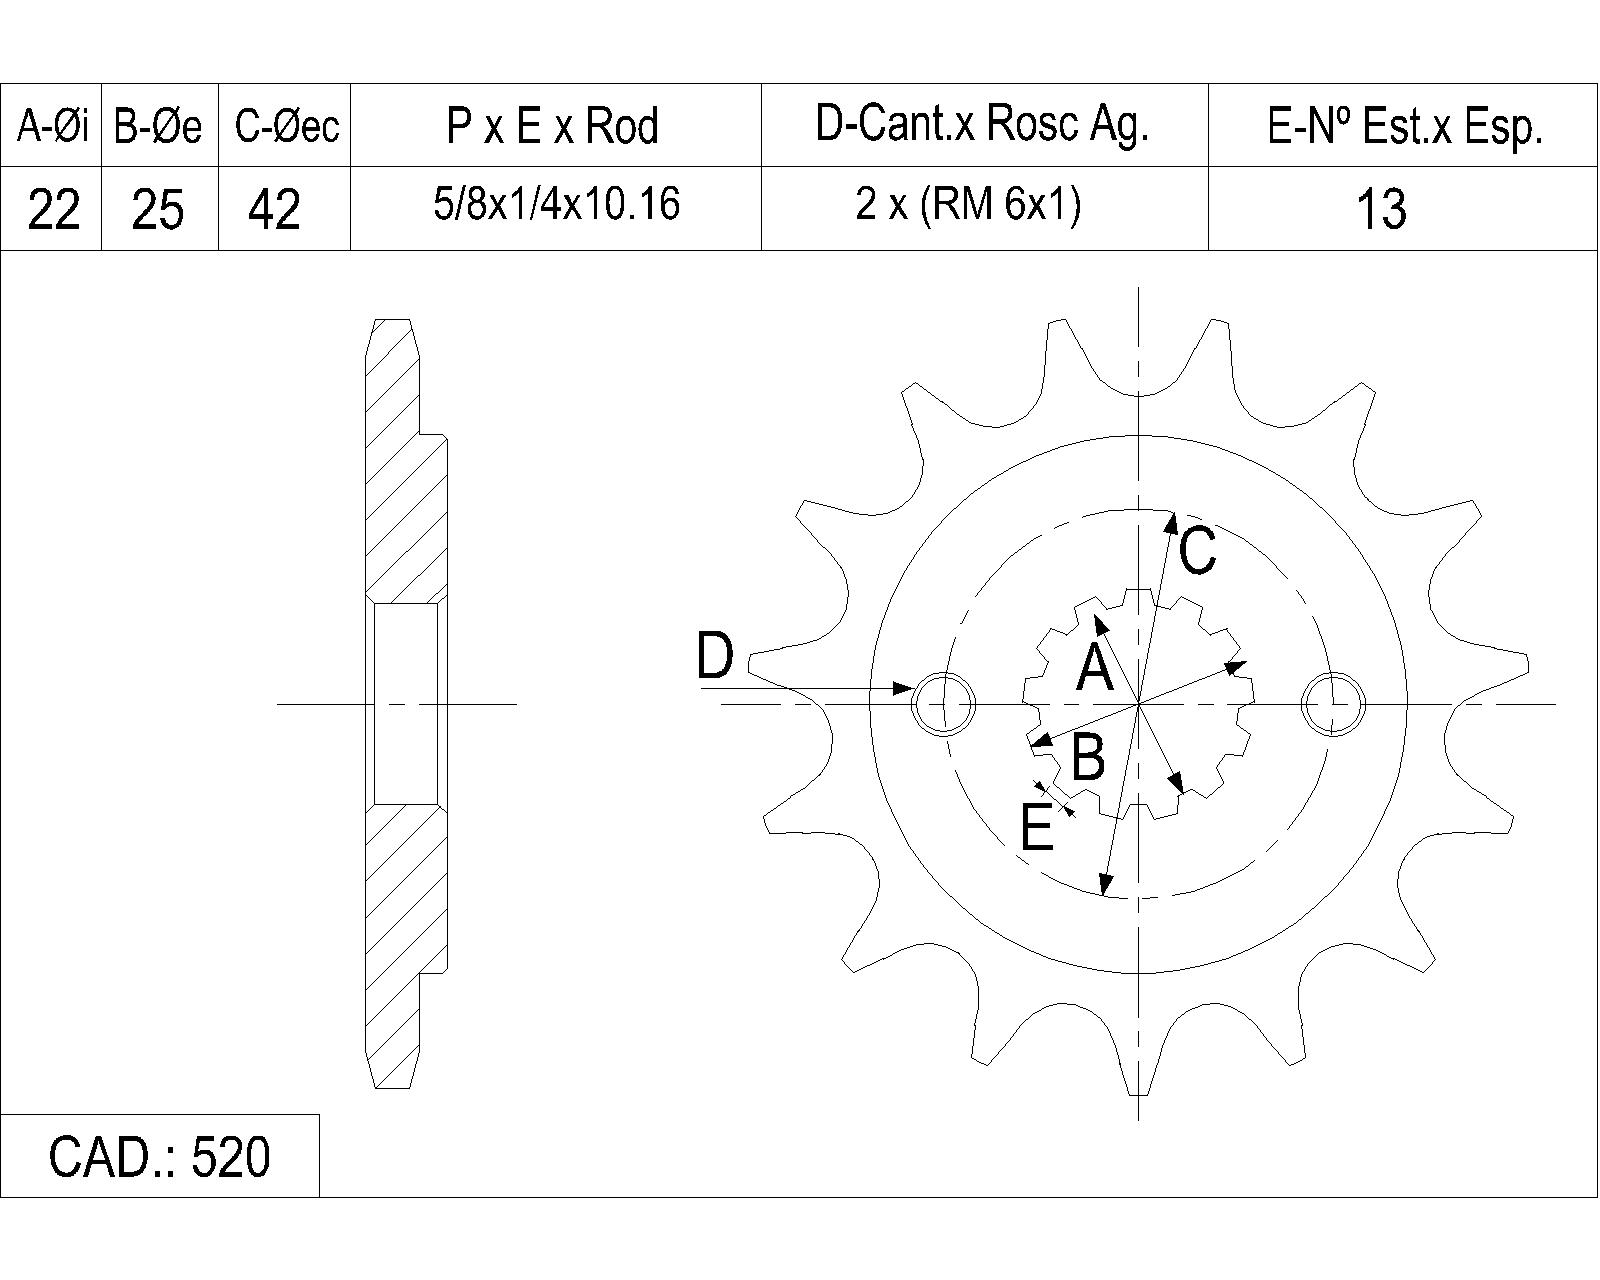 A-Øi B-Øe C-Øec P x E x Rod D-Cant.x Rosc Ag. E-Nº Est.x Esp.
22 25 42 5/8x1/4x10.16 2 x (RM 6x1) 13
C
D
A
B
E
CAD.: 520